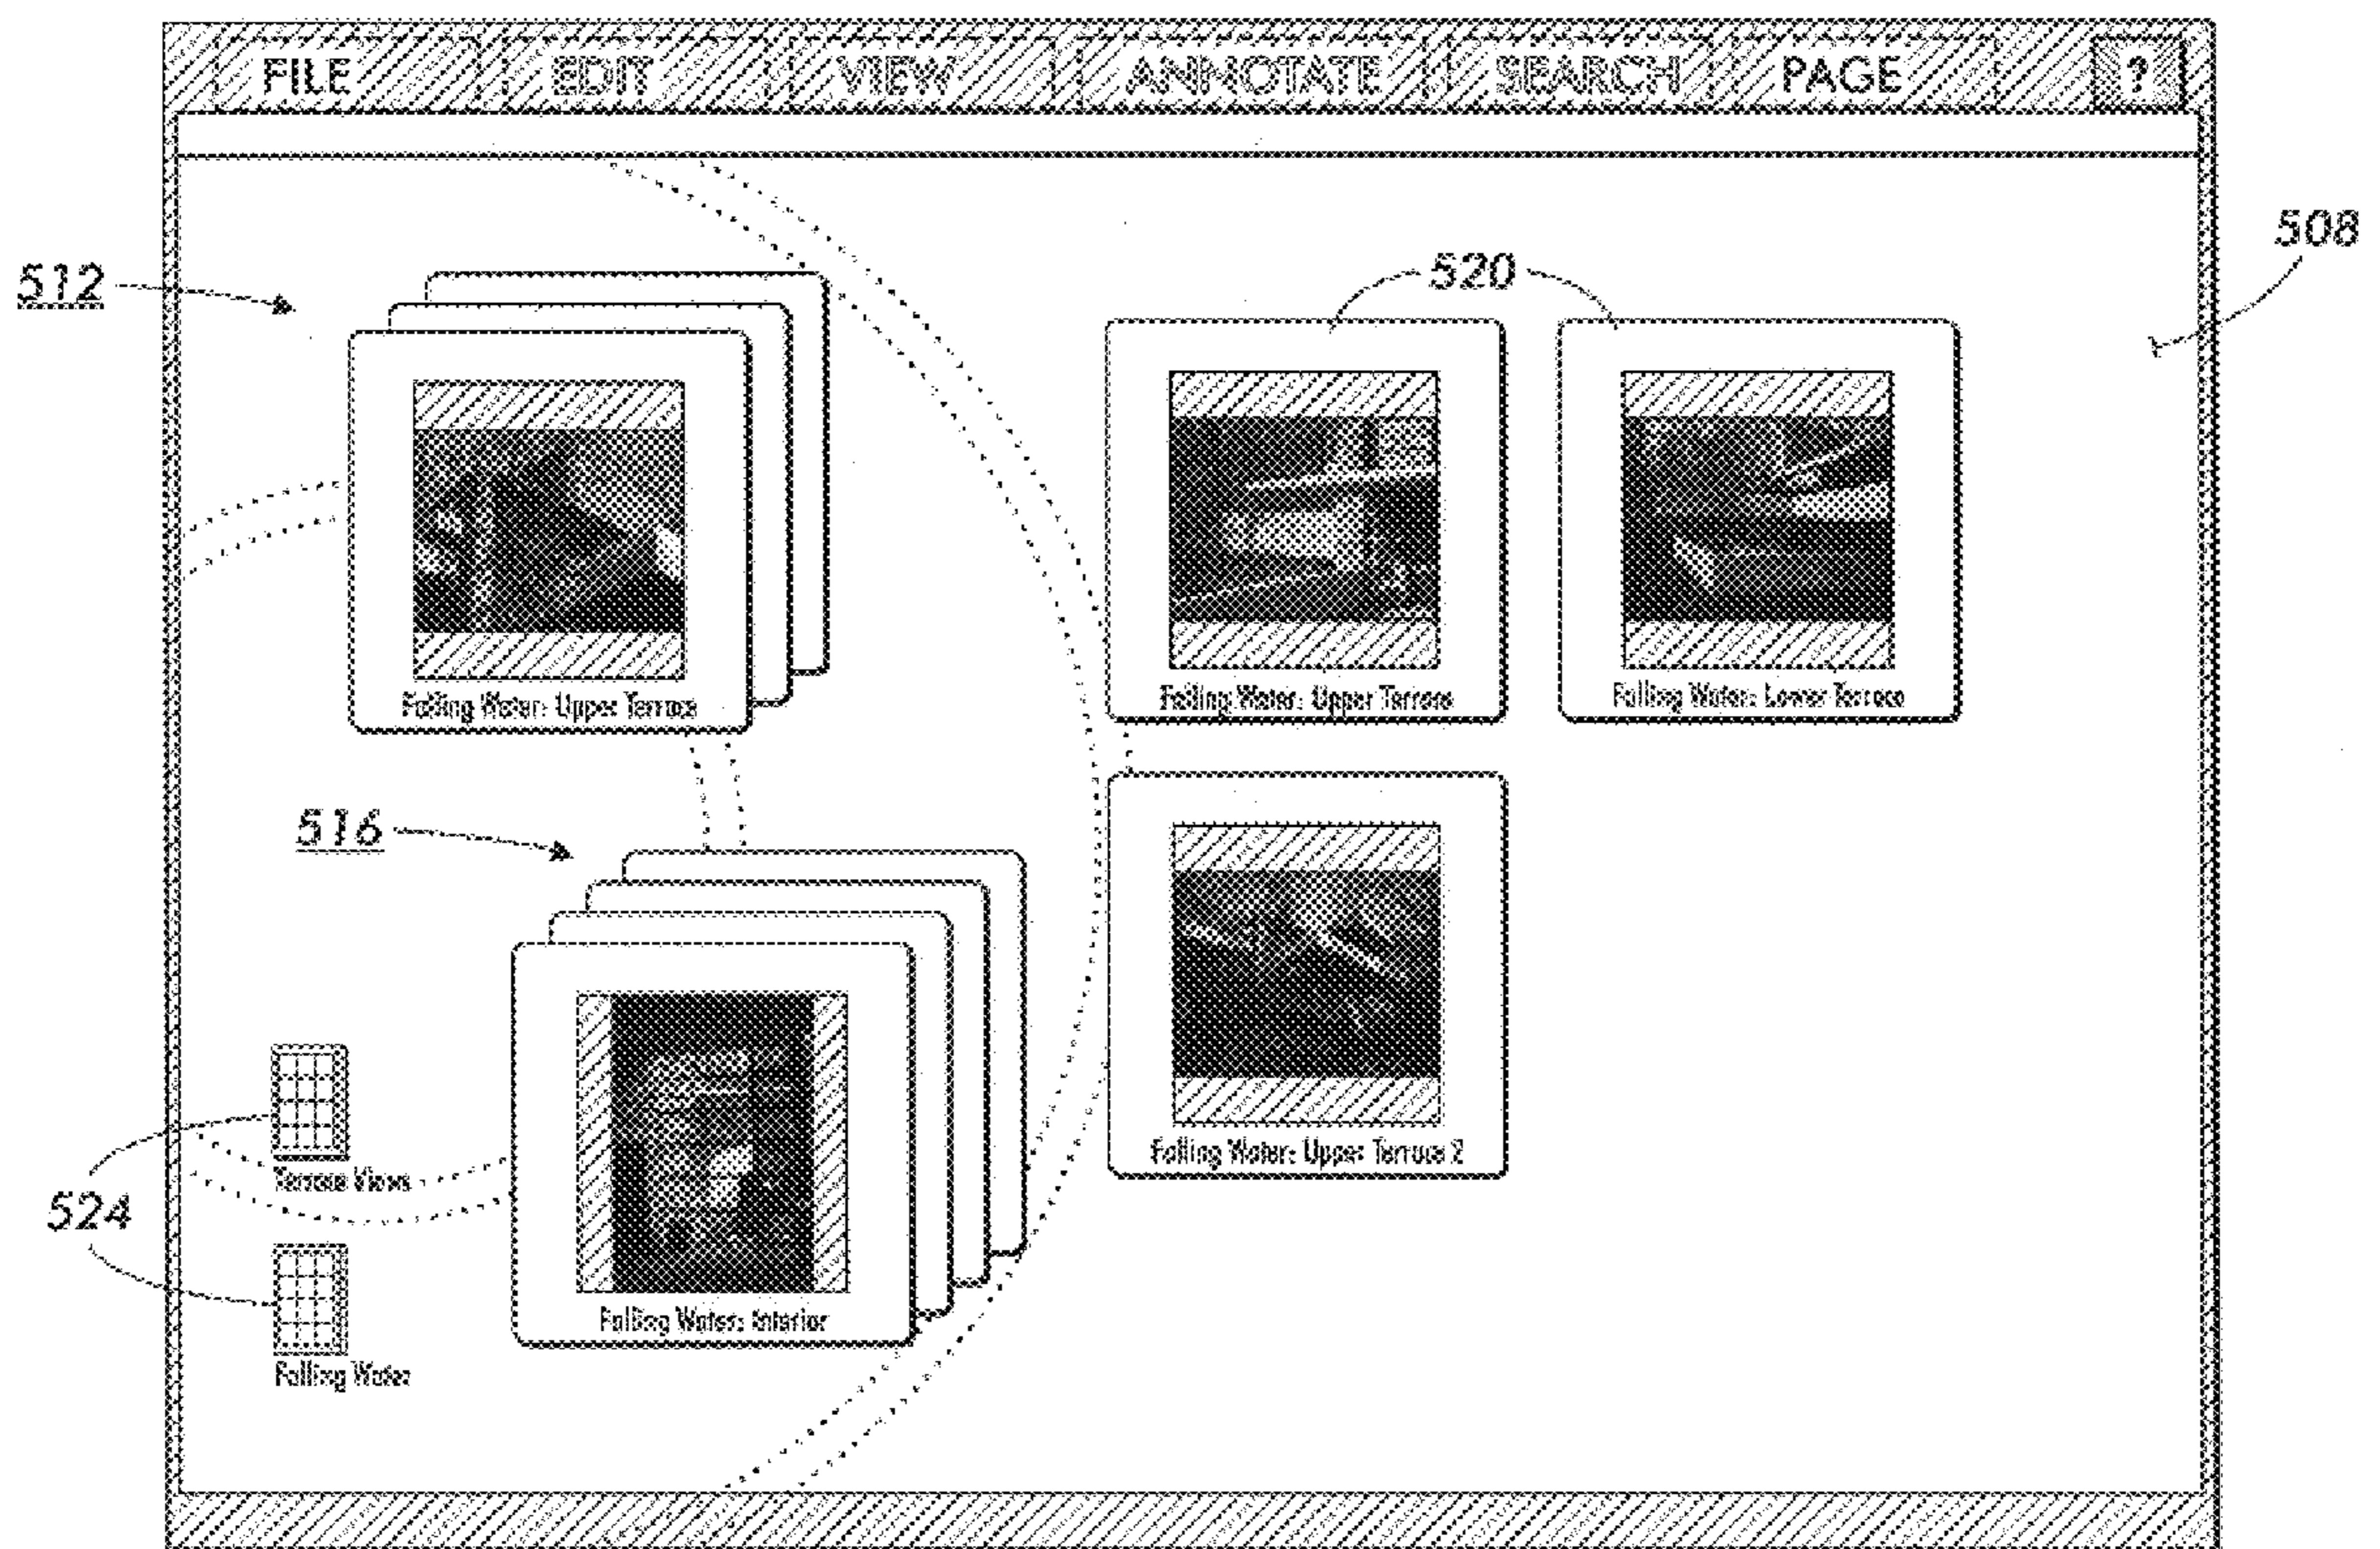 FILE EDIT VIEW ANNOTATE SEARCH PAGE ?
508
512
520
Falling Water: Upper Terrace
Falling Water: Upper Terrace
Falling Water: Lower Terrace
516
Falling Water: Upper Terrace 2
Terrace Views
524
Falling Water: Interior
Falling Water